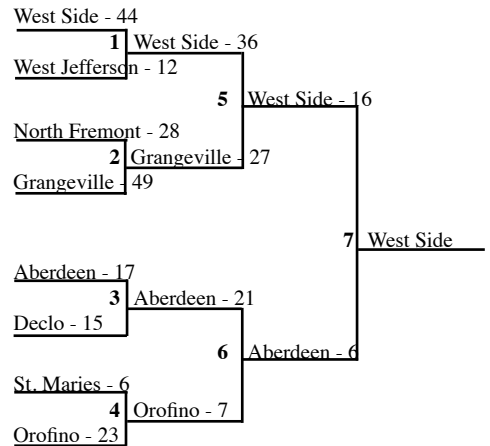 West Side - 44
1 West Side - 36
West Jefferson - 12
5 West Side - 16
North Fremont - 28
2 Grangeville - 27
Grangeville - 49
7 West Side
Aberdeen - 17
3 Aberdeen - 21
Declo - 15
6 Aberdeen - 6
St. Maries - 6
4 Orofino - 7
Orofino - 23